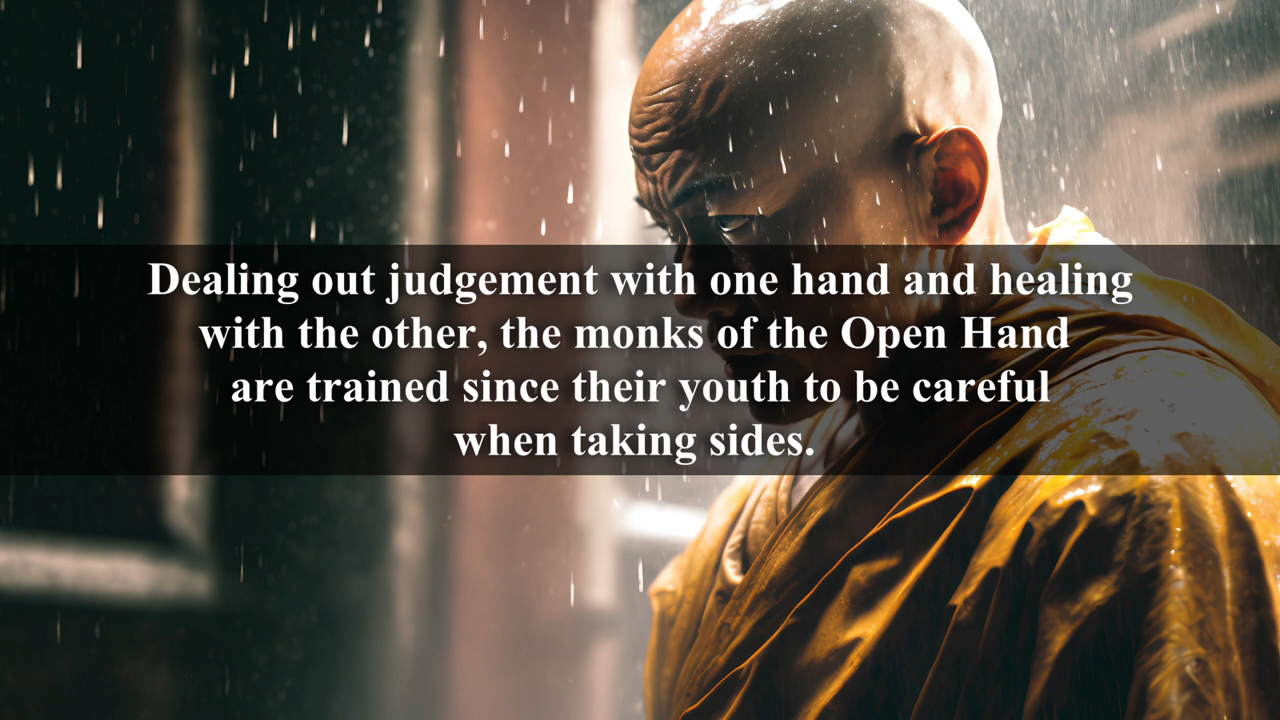 Dealing out judgement with one hand and healing
with the other, the monks of the Open Hand
are trained since their youth to be careful
when taking sides.